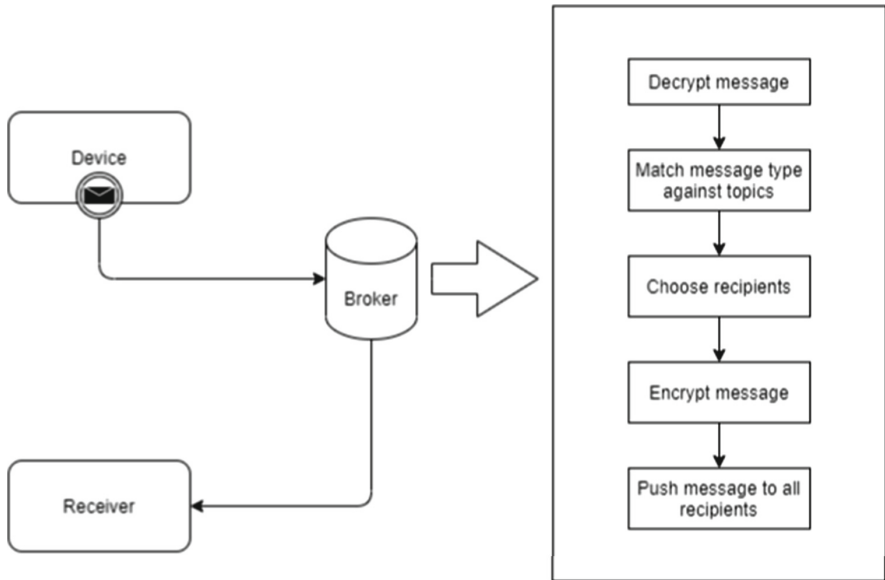 Device
Broker
Receiver
Decrypt message
Match message type
against topics
Choose recipients
Encrypt message
Push message to all
recipients